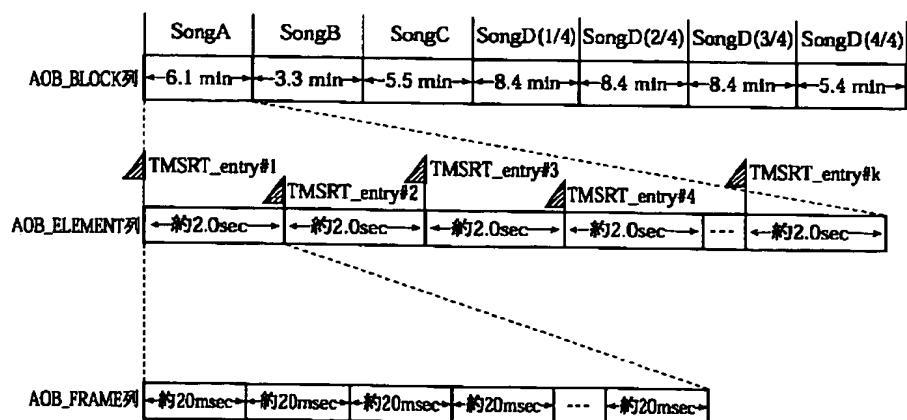 SongA SongB SongC SongD(1/4) SongD(2/4) SongD(3/4) SongD(4/4)
AOB_BLOCK列 6.1 min 3.3 min 5.5 min 8.4 min 8.4 min 8.4 min 5.4 min
TMSRT_entry#1 TMSRT_entry#3 TMSRT_entry#k
TMSRT_entry#2 TMSRT_entry#4
AOB_ELEMENT列 約2.0sec 約2.0sec 約2.0sec 約2.0sec --- 約2.0sec
AOB_FRAME列 約20msec 約20msec 約20msec 約20msec --- 約20msec